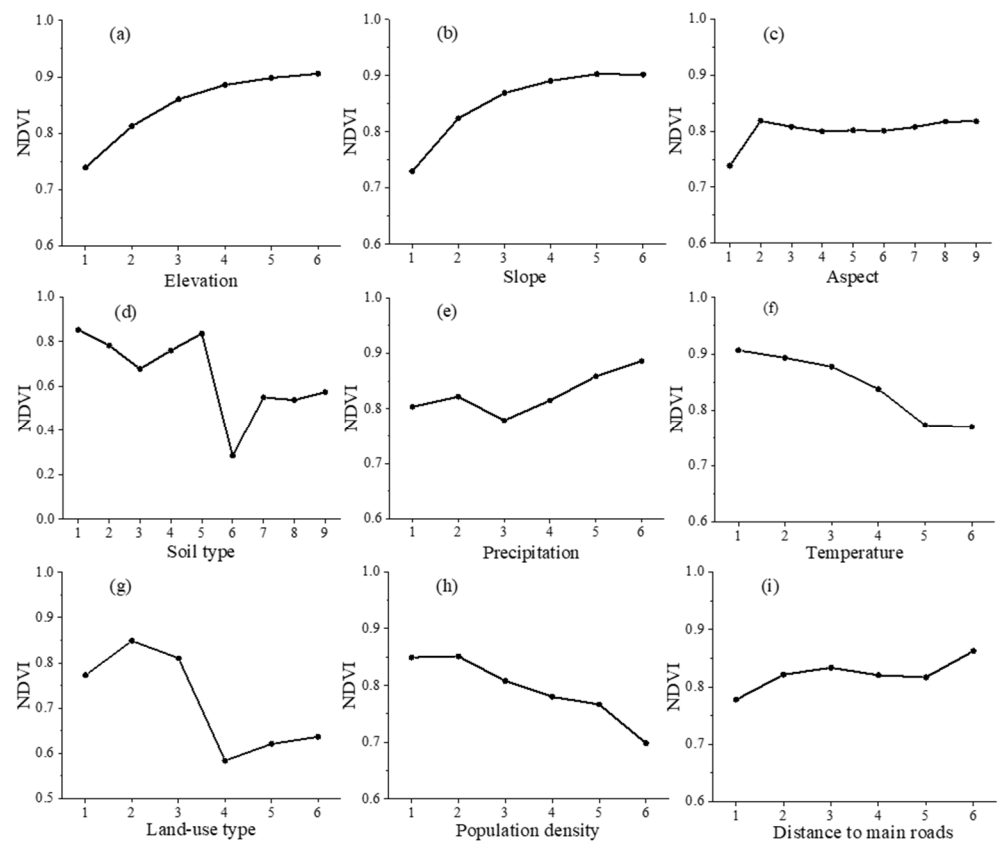 (a)
NDVI
1.0
0.9
0.8
0.7
0.6
1 2 3 4 5 6
Elevation
(b)
NDVI
1.0
0.9
0.8
0.7
0.6
1 2 3 4 5 6
Slope
(c)
NDVI
1.0
0.9
0.8
0.7
0.6
1 2 3 4 5 6 7 8 9
Aspect
(d)
NDVI
1.0
0.8
0.6
0.4
0.2
0.0
1 2 3 4 5 6 7 8 9
Soil type
(e)
NDVI
1.0
0.9
0.8
0.7
0.6
1 2 3 4 5 6
Precipitation
(f)
NDVI
1.0
0.9
0.8
0.7
0.6
1 2 3 4 5 6
Temperature
(g)
NDVI
1.0
0.9
0.8
0.7
0.6
0.5
1 2 3 4 5 6
Land-use type
(h)
NDVI
1.0
0.9
0.8
0.7
0.6
1 2 3 4 5 6
Population density
(i)
NDVI
1.0
0.9
0.8
0.7
0.6
1 2 3 4 5 6
Distance to main roads